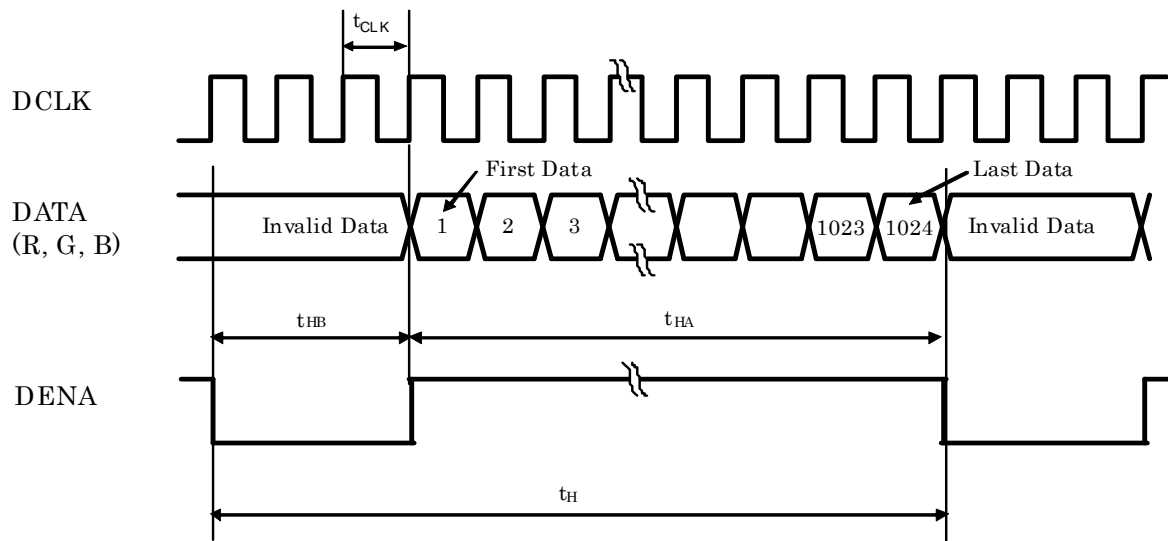 tCLK
DCLK
First Data
Last Data
DATA
(R, G, B)
Invalid Data
1
2
3
1023
1024
Invalid Data
tHB
tHA
DENA
tH